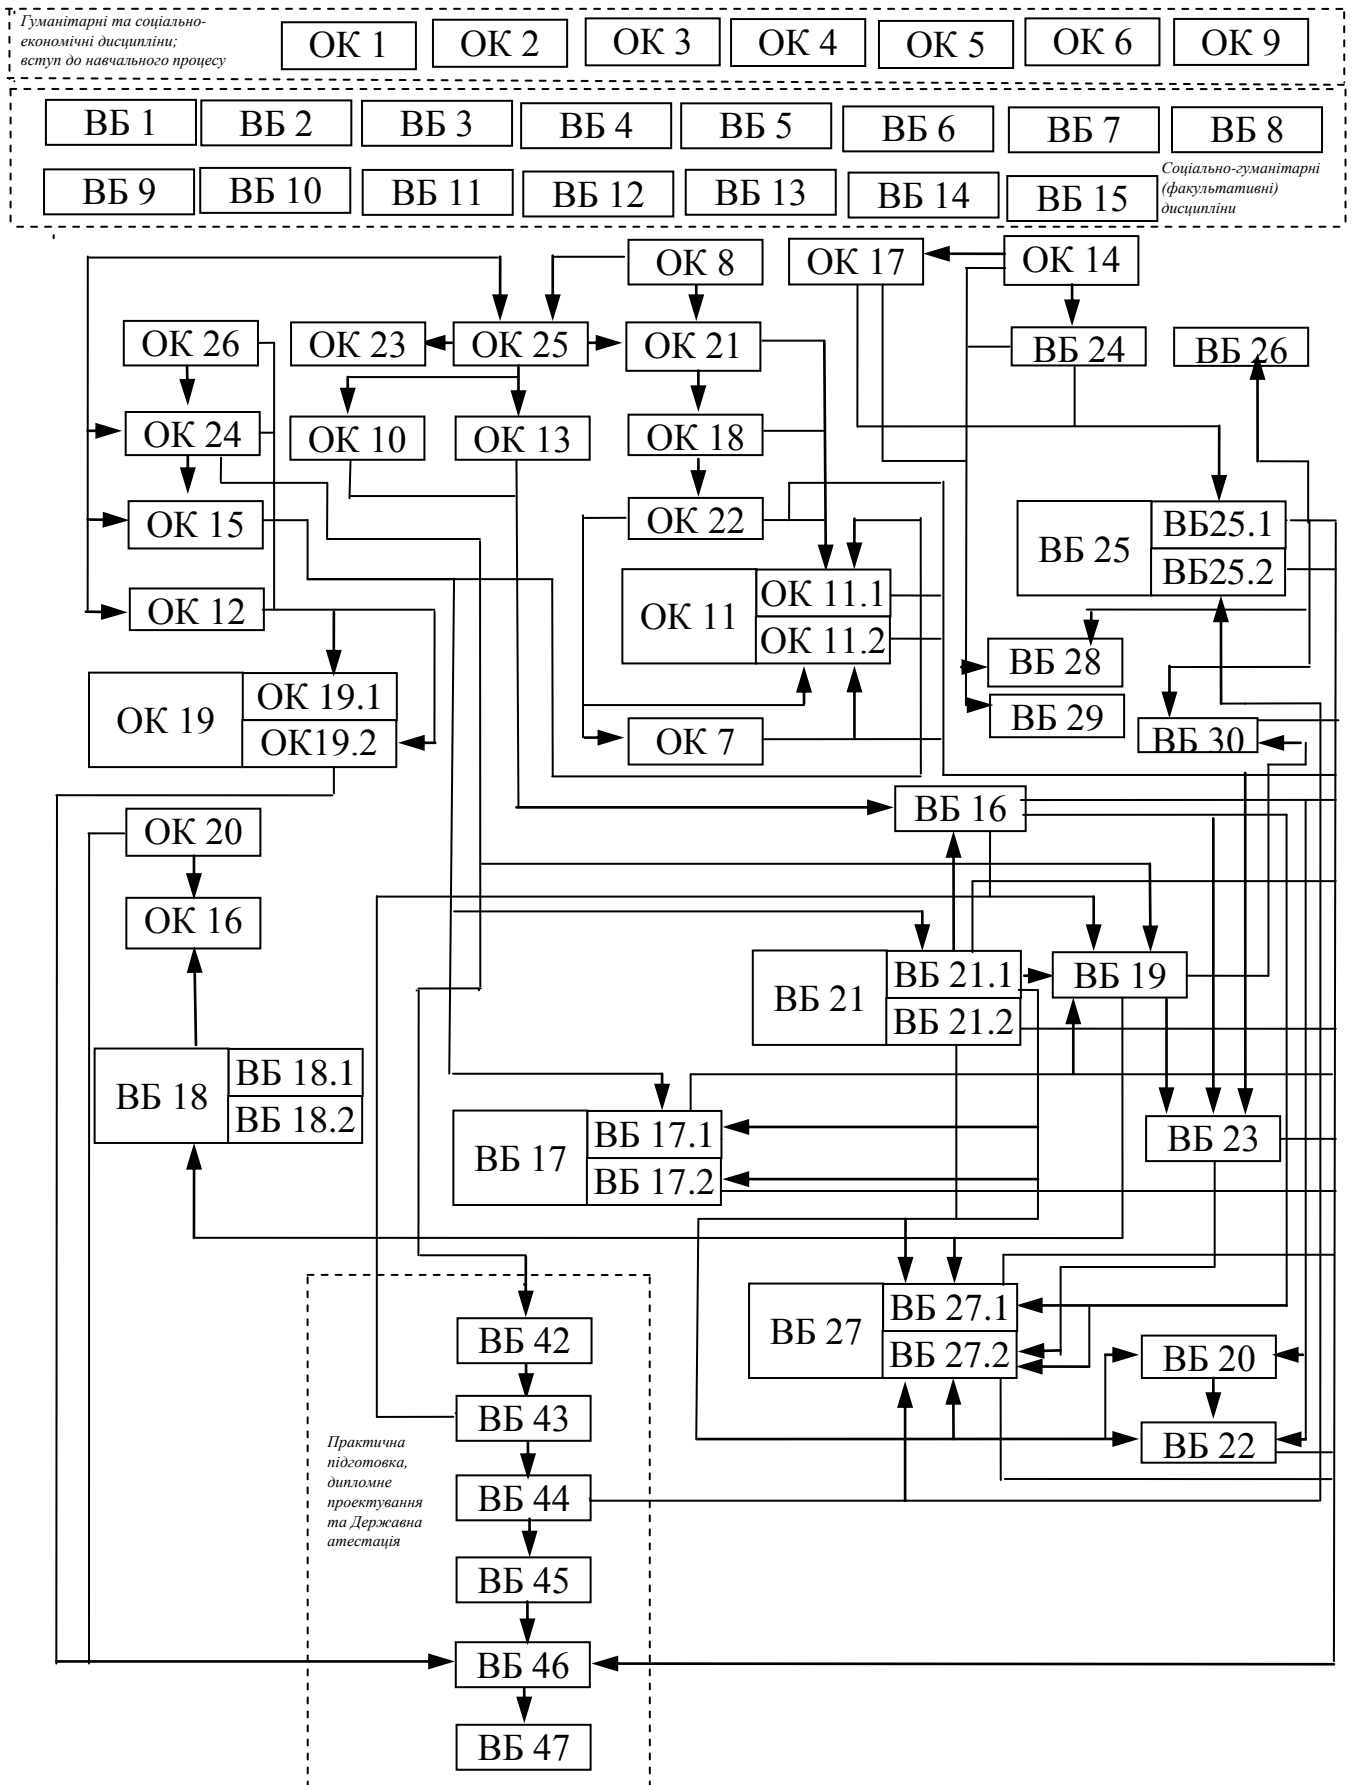 Гуманітарні та соціально-
економічні дисципліни;
вступ до навчального процесу
ОК 1
ОК 2
ОК 3
ОК 4
ОК 5
ОК 6
ОК 9
ВБ 1
ВБ 2
ВБ 3
ВБ 4
ВБ 5
ВБ 6
ВБ 7
ВБ 8
ВБ 9
ВБ 10
ВБ 11
ВБ 12
ВБ 13
ВБ 14
ВБ 15
Соціально-гуманітарні
(факультативні)
дисципліни
ОК 8
ОК 17
ОК 14
ОК 26
ОК 23
ОК 25
ОК 21
ВБ 24
ВБ 26
ОК 24
ОК 10
ОК 13
ОК 18
ОК 15
ОК 22
ВБ 25
ВБ25.1
ВБ25.2
ОК 12
ОК 11
ОК 11.1
ОК 11.2
ВБ 28
ОК 19
ОК 19.1
ОК19.2
ОК 7
ВБ 29
ВБ 30
ОК 20
ВБ 16
ОК 16
ВБ 21
ВБ 21.1
ВБ 21.2
ВБ 19
ВБ 18
ВБ 18.1
ВБ 18.2
ВБ 17
ВБ 17.1
ВБ 17.2
ВБ 23
ВБ 27
ВБ 27.1
ВБ 27.2
ВБ 42
ВБ 20
ВБ 43
ВБ 22
Практична
підготовка,
дипломне
проектування
та Державна
атестація
ВБ 44
ВБ 45
ВБ 46
ВБ 47